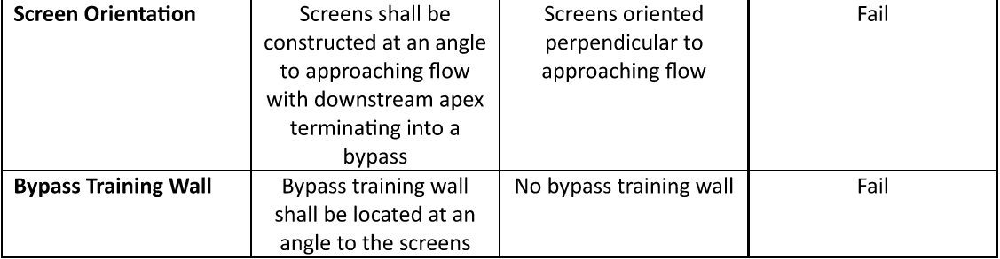 Screen Orientation
Screens shall be
constructed at an angle
to approaching flow
with downstream apex
terminating into a
bypass
Screens oriented
perpendicular to
approaching flow
Fail
Bypass Training Wall
Bypass training wall
shall be located at an
angle to the screens
No bypass training wall
Fail